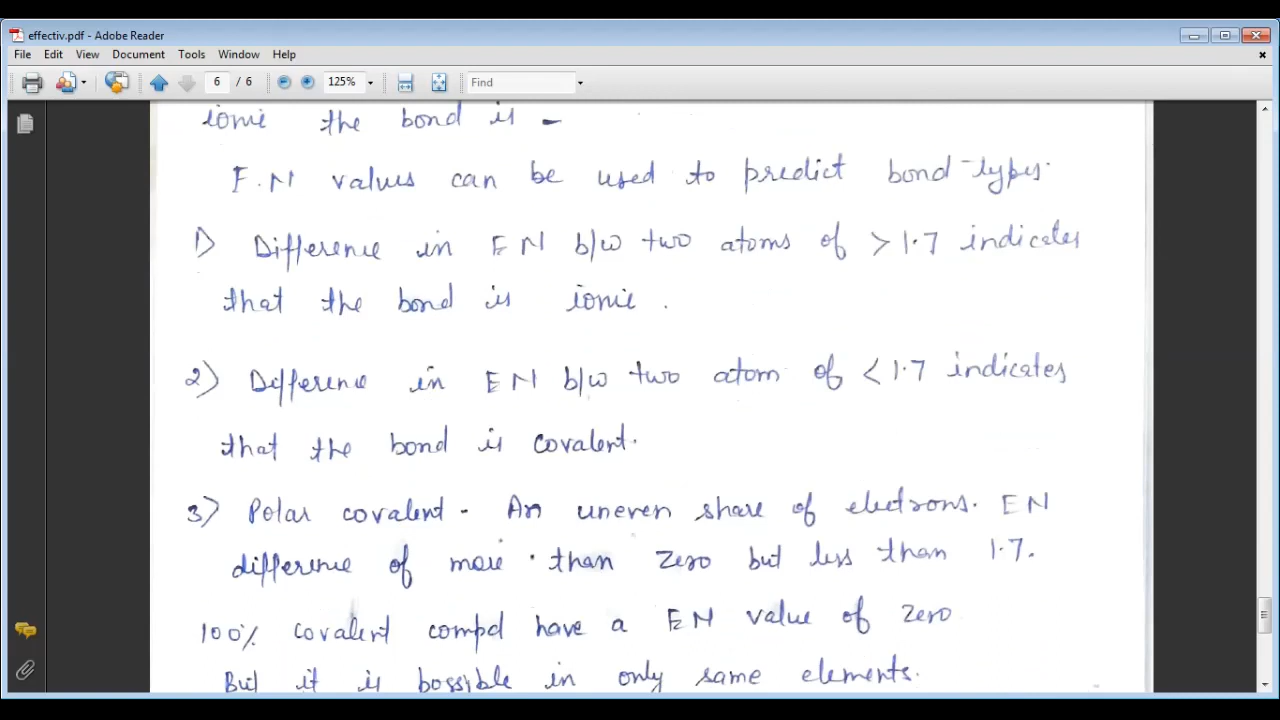 effectiv.pdf - Adobe Reader
File Edit View Document Tools Window Help
6 / 6 125% Find
ionic the bond is -
E.N values can be used to predict bond-types.
1) Difference in EN b/w two atoms of > 1.7 indicates
that the bond is ionic.
2) Difference in EN b/w two atom of < 1.7 indicates
that the bond is covalent.
3) Polar covalent - An uneven share of electrons. EN
difference of more than zero but less than 1.7.
100% covalent compd have a EN value of zero
But it is possible in only same elements.